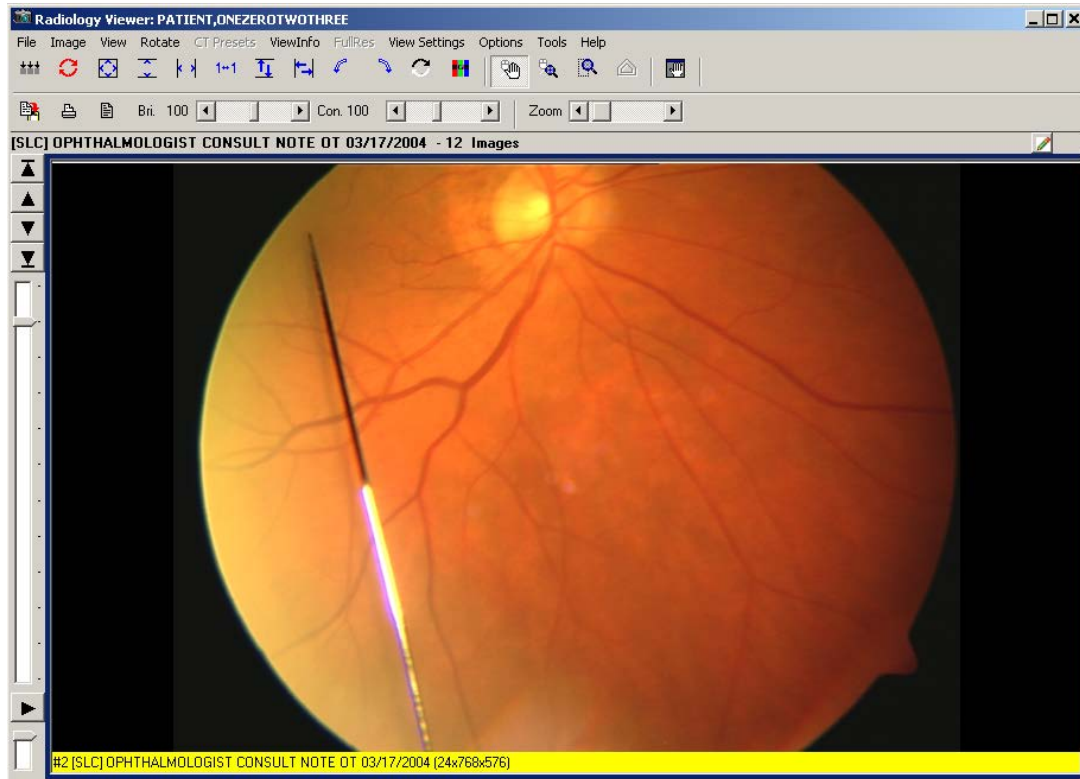 Radiology Viewer: PATIENT,ONEZEROTWOTHREE
File Image View Rotate CT Presets ViewInfo FullRes View Settings Options Tools Help
1↔1
Bri. 100 Con. 100 Zoom
[SLC] OPHTHALMOLOGIST CONSULT NOTE OT 03/17/2004 - 12 Images
#2 [SLC] OPHTHALMOLOGIST CONSULT NOTE OT 03/17/2004 (24x768x576)